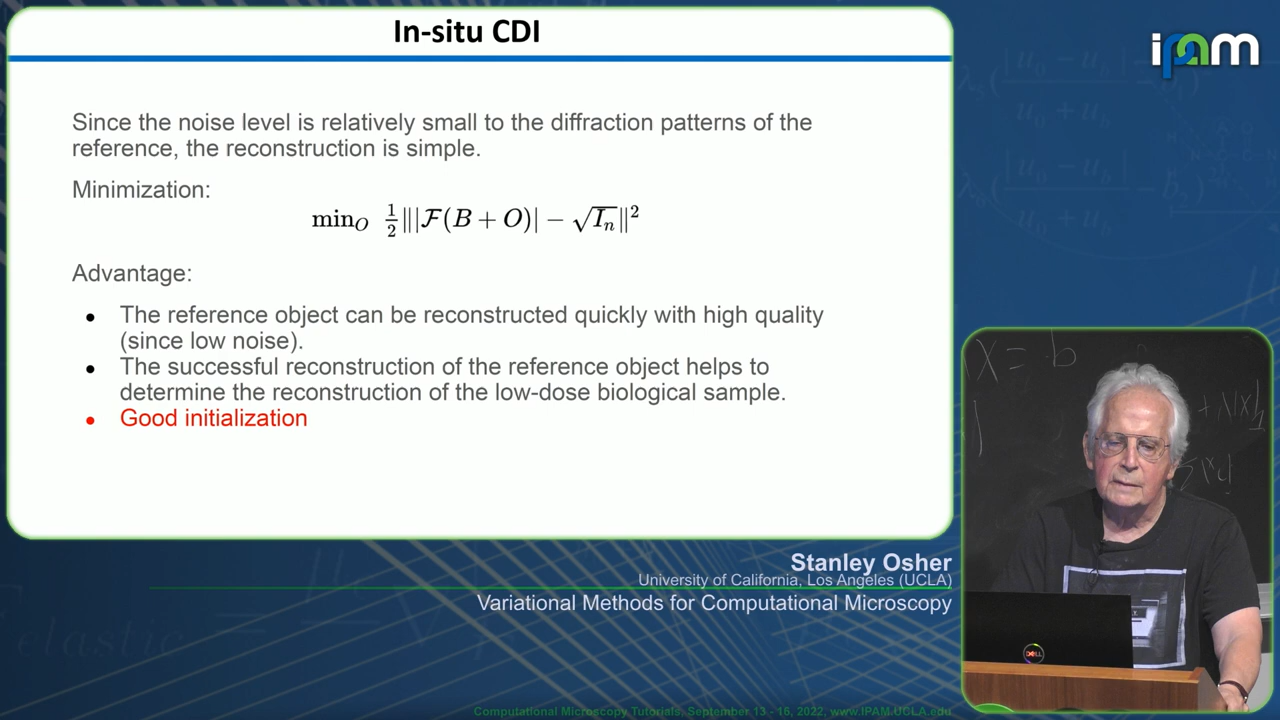 In-situ CDI
ipam
Since the noise level is relatively small to the diffraction patterns of the
reference, the reconstruction is simple.
Minimization:
min_O 1/2 |||F(B + O)| − √I_n||²
Advantage:
• The reference object can be reconstructed quickly with high quality
(since low noise).
• The successful reconstruction of the reference object helps to
determine the reconstruction of the low-dose biological sample.
• Good initialization
x = b
DELL
Stanley Osher
University of California, Los Angeles (UCLA)
Variational Methods for Computational Microscopy
Computational Microscopy Tutorials, September 13 - 16, 2022, www.IPAM.UCLA.edu